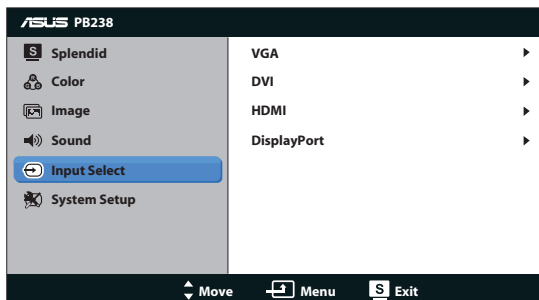 ASUS PB238
S Splendid
Color
Image
Sound
Input Select
System Setup
VGA
DVI
HDMI
DisplayPort
Move Menu S Exit